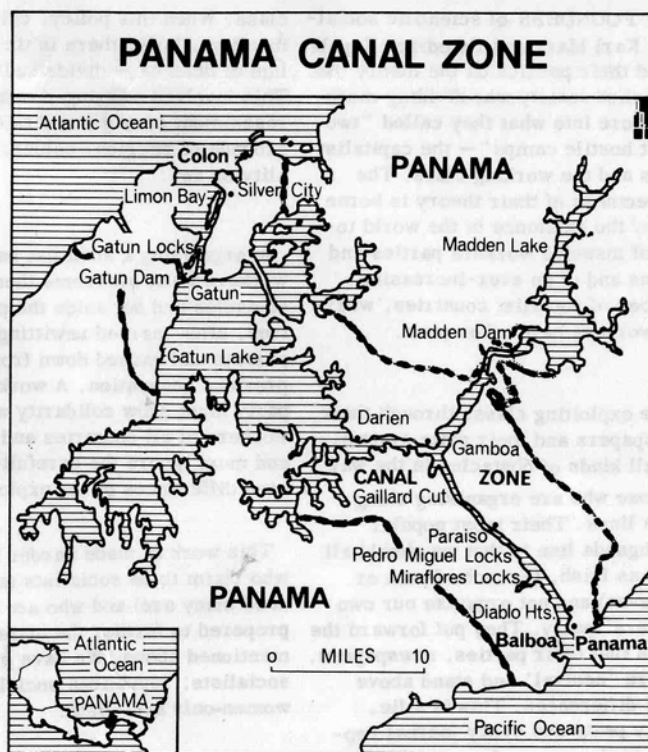 PANAMA CANAL ZONE
Atlantic Ocean
Colon
PANAMA
Limon Bay
Silver City
Gatun Locks
Madden Lake
Gatun Dam
Gatun
Madden Dam
Gatun Lake
Darien
Gamboa
CANAL ZONE
Gaillard Cut
Paraiso
Pedro Miguel Locks
Miraflores Locks
PANAMA
Diablo Hts.
Balboa
Panama
Atlantic
Ocean
0 MILES 10
PANAMA
Pacific Ocean